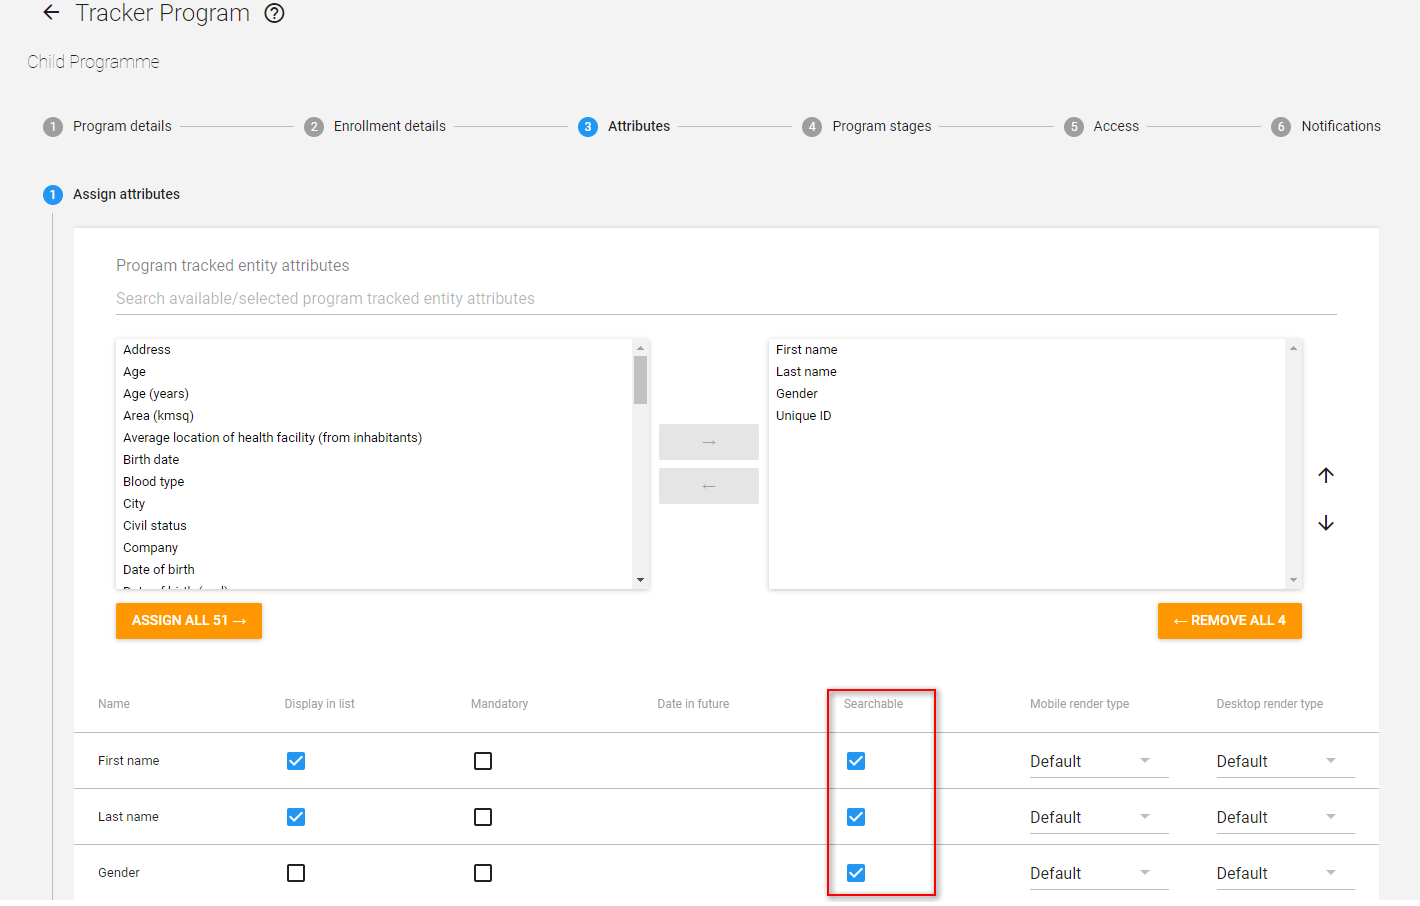 ← Tracker Program ?
Child Programme
1 Program details 2 Enrollment details 3 Attributes 4 Program stages 5 Access 6 Notifications
1 Assign attributes
Program tracked entity attributes
Search available/selected program tracked entity attributes
Address
Age
Age (years)
Area (kmsq)
Average location of health facility (from inhabitants)
Birth date
Blood type
City
Civil status
Company
Date of birth
→
←
First name
Last name
Gender
Unique ID
↑
↓
ASSIGN ALL 51 →
← REMOVE ALL 4
Name Display in list Mandatory Date in future Searchable Mobile render type Desktop render type
First name Default Default
Last name Default Default
Gender Default Default